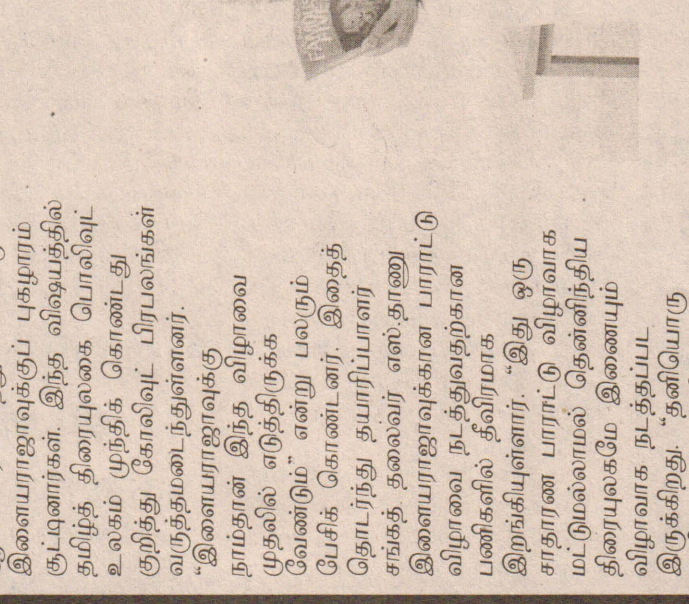 இளையராஜாவுக்குப் புகழாரம்
சூட்டினார்கள். இந்த விஷயத்தில்
தமிழ்த் திரையுலகை பொலிவுட்
உலகம் முந்திக் கொண்டது
குறித்து கோலிவுட் பிரபலங்கள்
வருத்தமடைந்துள்ளனர்.
“இளையராஜாவுக்கு
நாம்தான் இந்த விழாவை
முதலில் எடுத்திருக்க
வேண்டும்” என்று பலரும்
பேசிக் கொண்டனர். இதைத்
தொடர்ந்து தயாரிப்பாளர்
சங்கத் தலைவர் எஸ்.தாணு
இளையராஜாவுக்கான பாராட்டு
விழாவை நடத்துவதற்கான
பணிகளில் தீவிரமாக
இறங்கியுள்ளார். “இது ஒரு
சாதாரண பாராட்டு விழாவாக
மட்டுமல்லாமல் தென்னிந்திய
திரையுலகமே இணையும்
விழாவாக நடத்தப்பட
இருக்கிறது. “தனியொரு